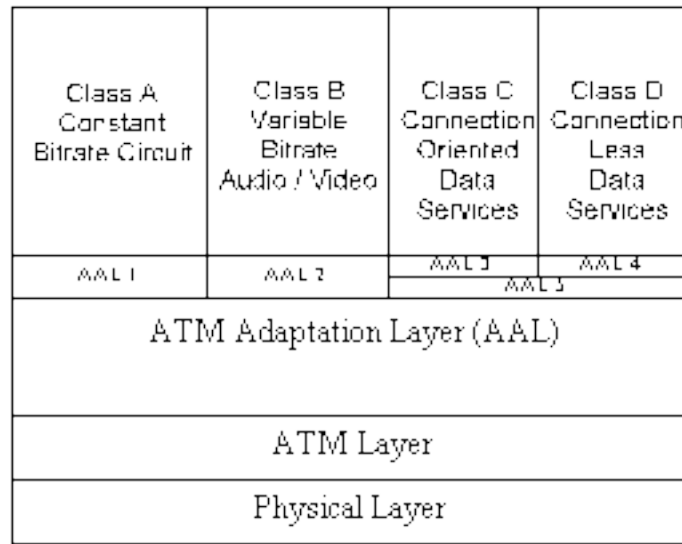 Class A
Constant
Bitrate Circuit
Class B
Variable
Bitrate
Audio / Video
Class C
Connection
Oriented
Data
Services
Class D
Connection
Less
Data
Services
AAL 1
AAL 2
AAL 3
AAL 4
AAL 5
ATM Adaptation Layer (AAL)
ATM Layer
Physical Layer